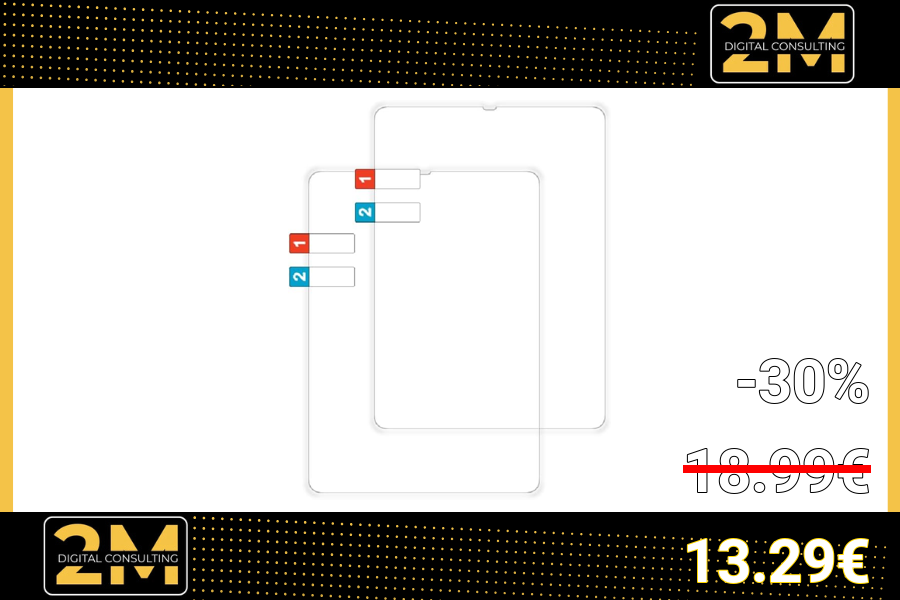 2M
DIGITAL CONSULTING
1
2
1
2
-30%
18.99€
2M
DIGITAL CONSULTING
13.29€